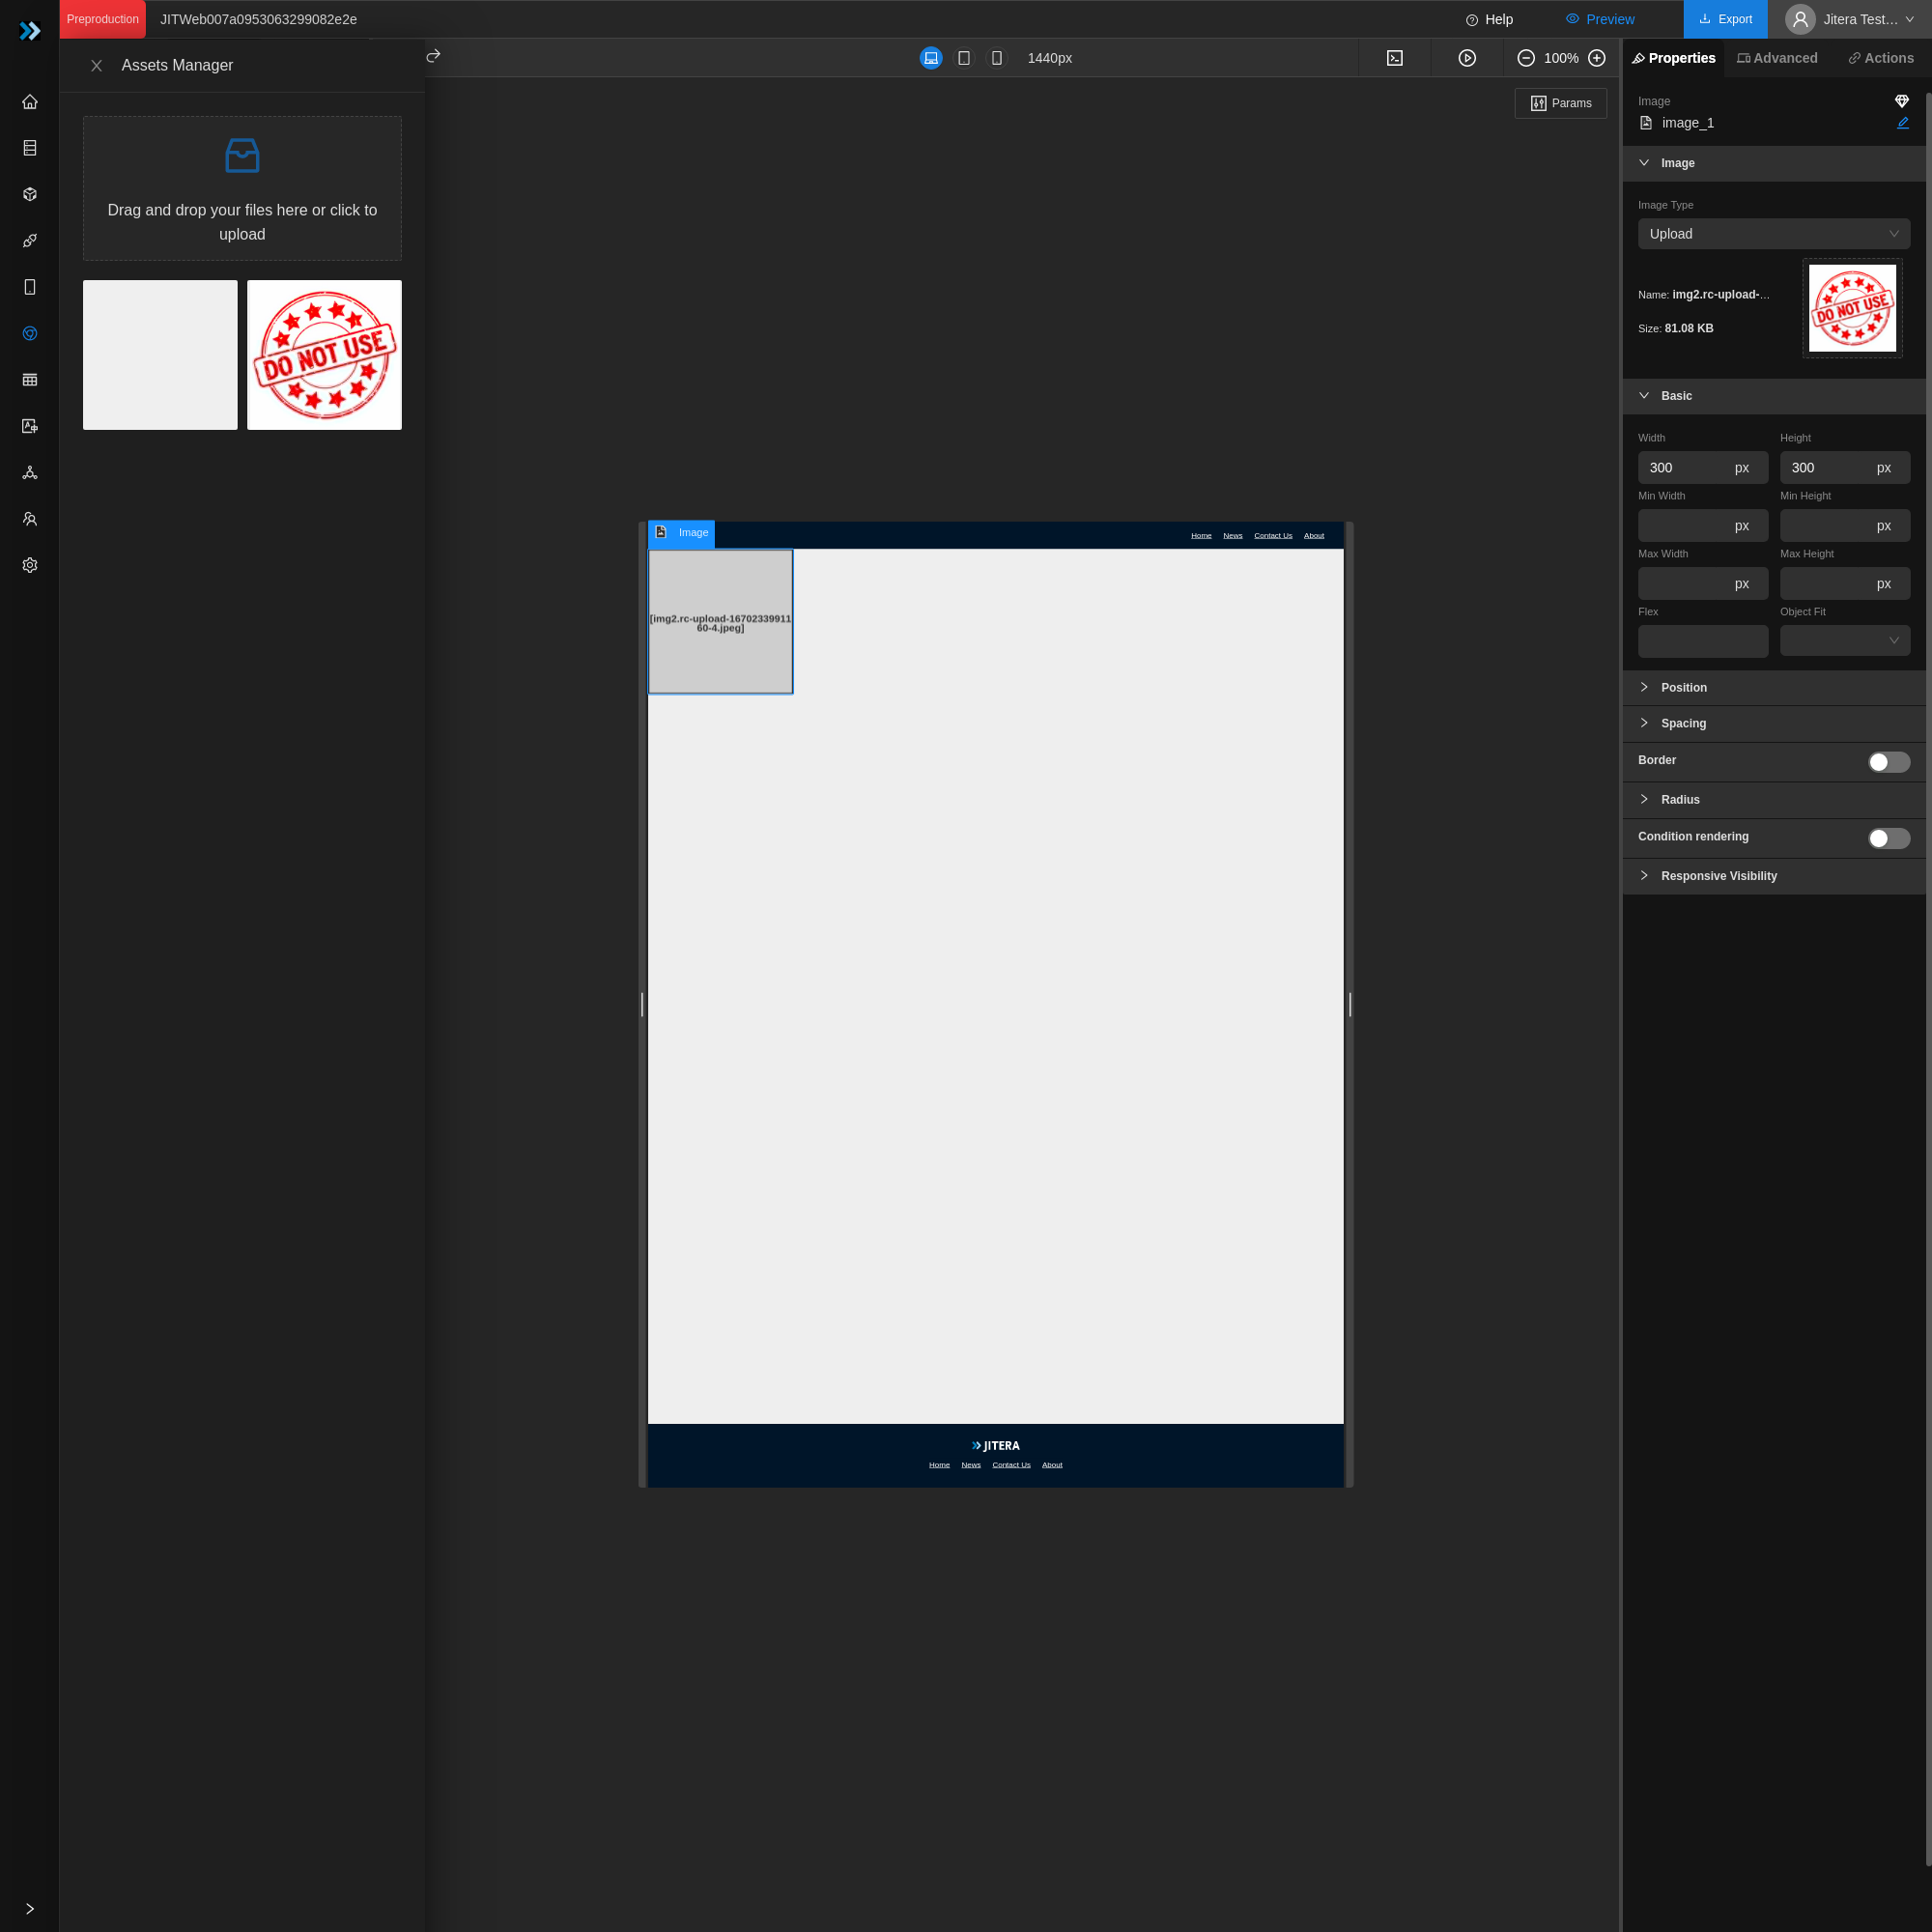 Preproduction
JITWeb007a0953063299082e2e
Help
Preview
Export
Jitera Test…
Assets Manager
1440px
100%
Properties
Advanced
Actions
Drag and drop your files here or click to
upload
DO NOT USE
Params
Image
image_1
Image
Image Type
Upload
Name: img2.rc-upload-…
Size: 81.08 KB
DO NOT USE
Basic
Width
Height
300 px
300 px
Min Width
Min Height
px
px
Max Width
Max Height
px
px
Flex
Object Fit
Position
Spacing
Border
Radius
Condition rendering
Responsive Visibility
Image
Home News Contact Us About
[img2.rc-upload-16702339911
60-4.jpeg]
JITERA
Home News Contact Us About